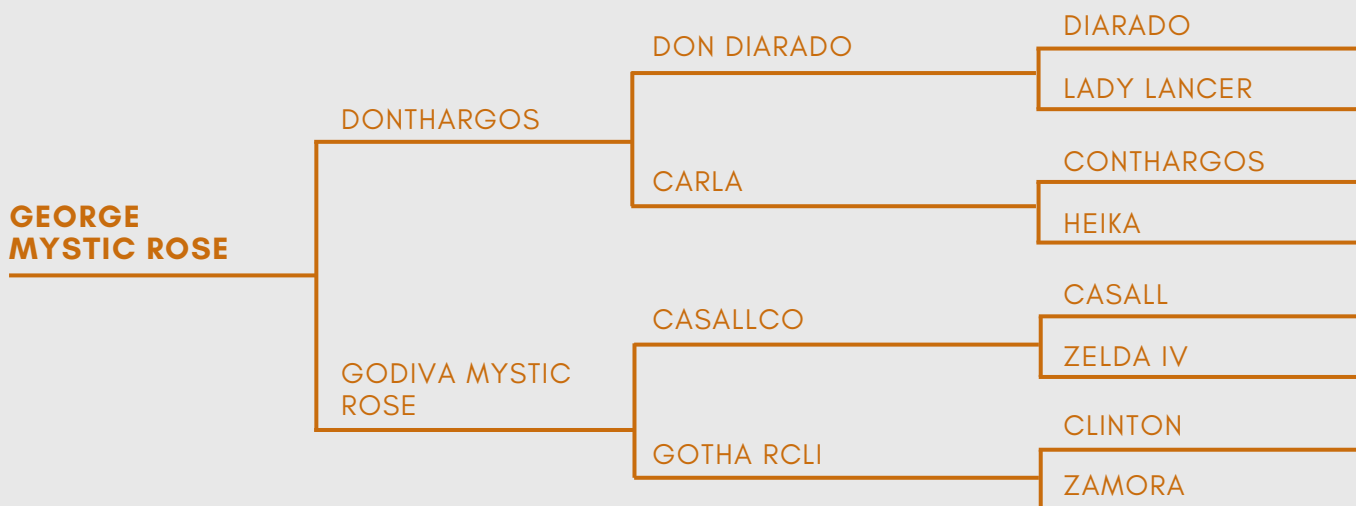 DIARADO
DON DIARADO
LADY LANCER
DONTHARGOS
CONTHARGOS
CARLA
HEIKA
GEORGE
MYSTIC ROSE
CASALL
CASALLCO
ZELDA IV
GODIVA MYSTIC
ROSE
CLINTON
GOTHA RCLI
ZAMORA